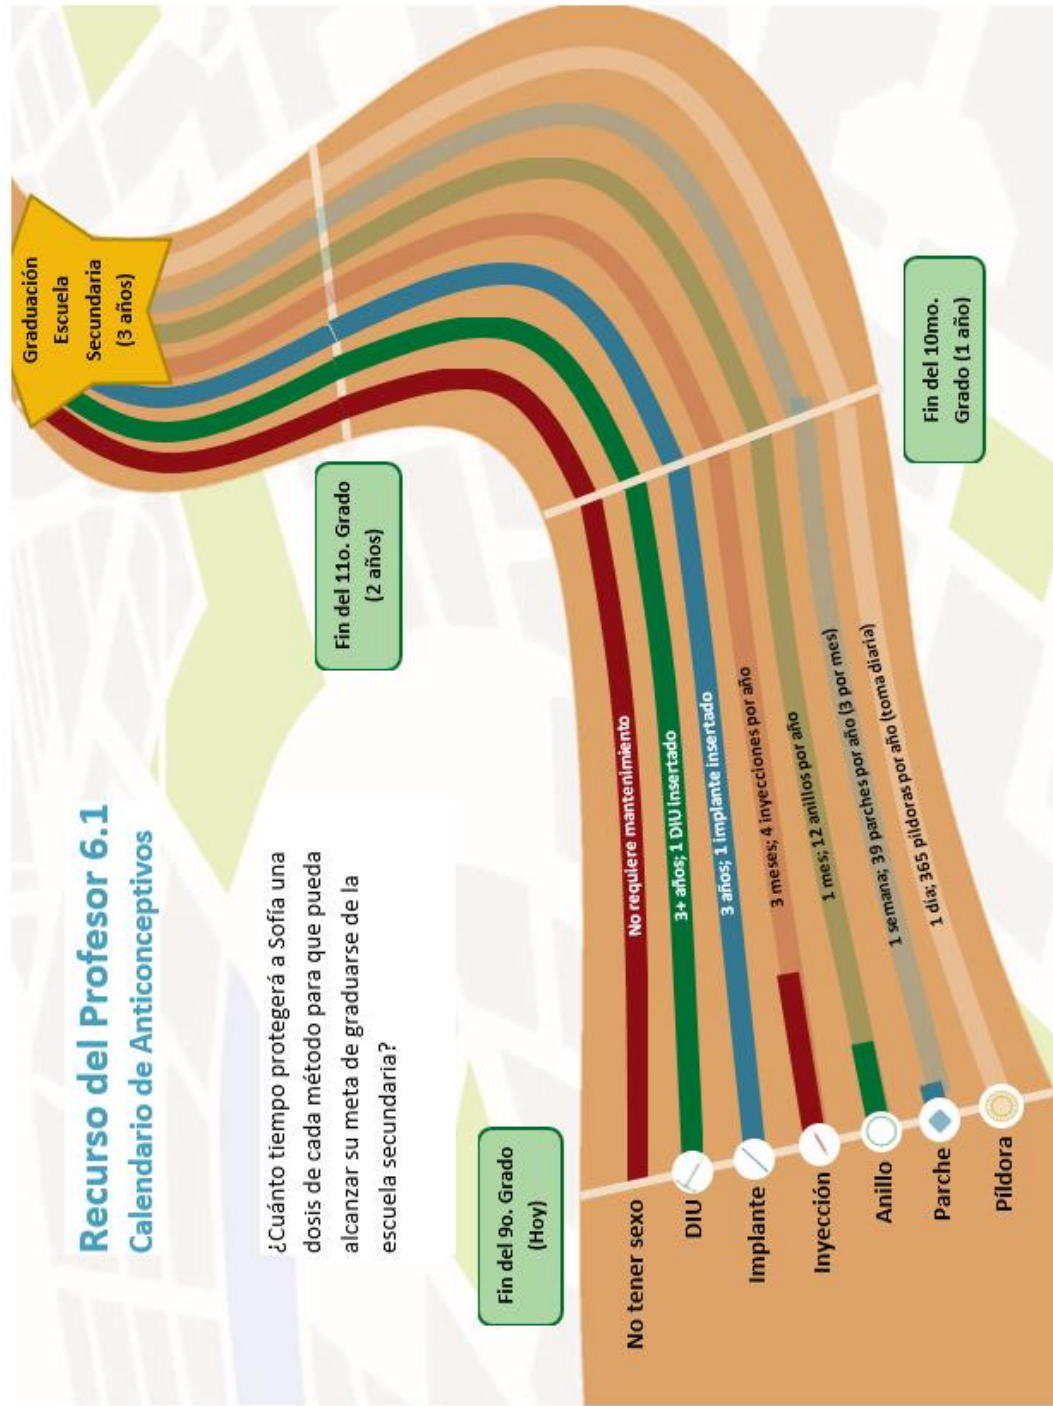 Recurso del Profesor 6.1
Calendario de Anticonceptivos
¿Cuánto tiempo protegerá a Sofía una
dosis de cada método para que pueda
alcanzar su meta de graduarse de la
escuela secundaria?
Graduación
Escuela
Secundaria
(3 años)
Fin del 11o. Grado
(2 años)
Fin del 10mo.
Grado (1 año)
Fin del 9o. Grado
(Hoy)
No tener sexo
No requiere mantenimiento
DIU
3+ años; 1 DIU Insertado
Implante
3 años; 1 implante insertado
Inyección
3 meses; 4 inyecciones por año
Anillo
1 mes; 12 anillos por año
Parche
1 semana; 39 parches por año (3 por mes)
Píldora
1 día; 365 píldoras por año (toma diaria)